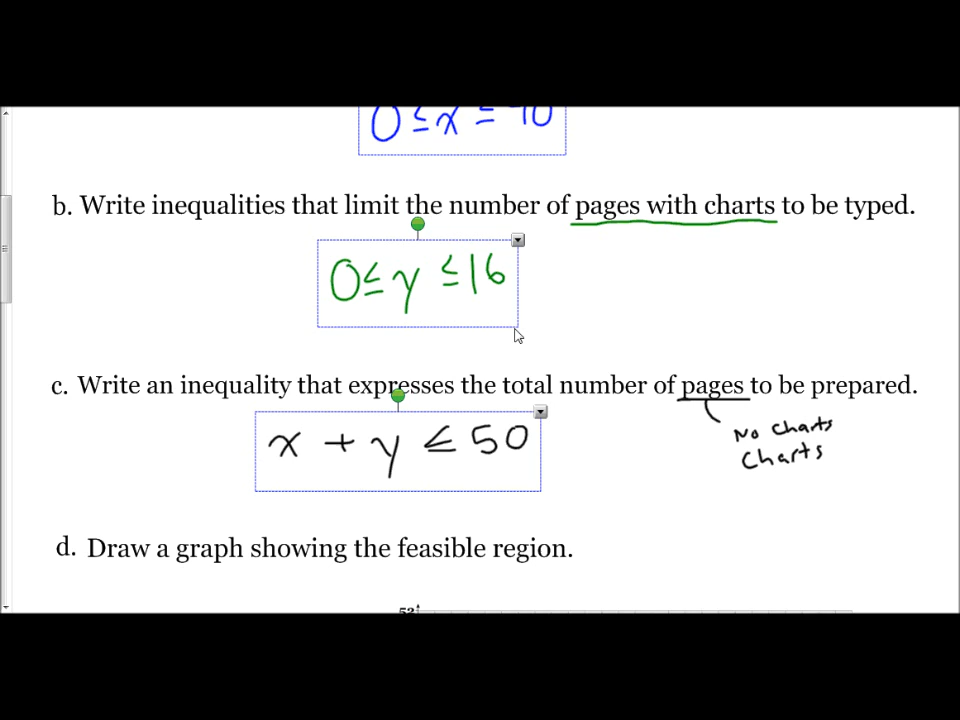 0 ≤ x ≤
b. Write inequalities that limit the number of pages with charts to be typed.
0 ≤ y ≤ 16
c. Write an inequality that expresses the total number of pages to be prepared.
x + y ≤ 50
No charts
Charts
d. Draw a graph showing the feasible region.
52